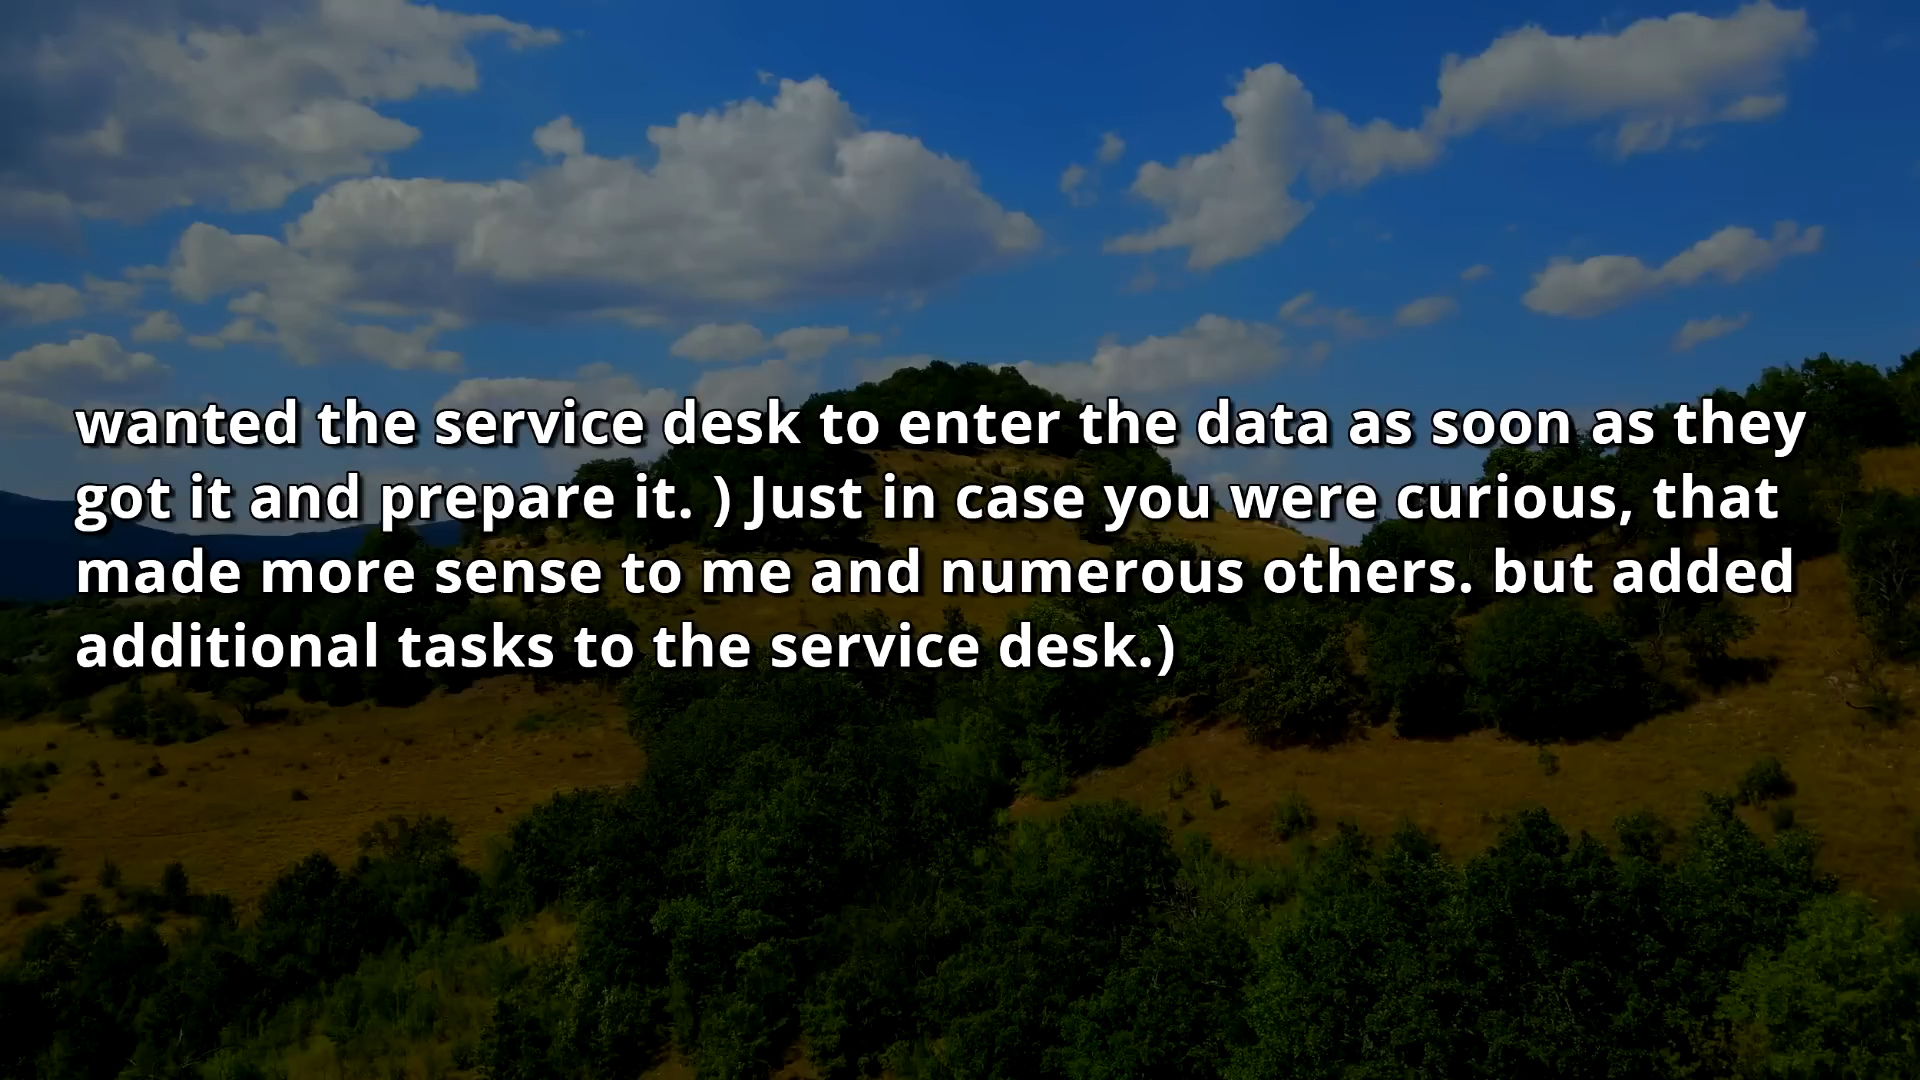 wanted the service desk to enter the data as soon as they
got it and prepare it. ) Just in case you were curious, that
made more sense to me and numerous others. but added
additional tasks to the service desk.)